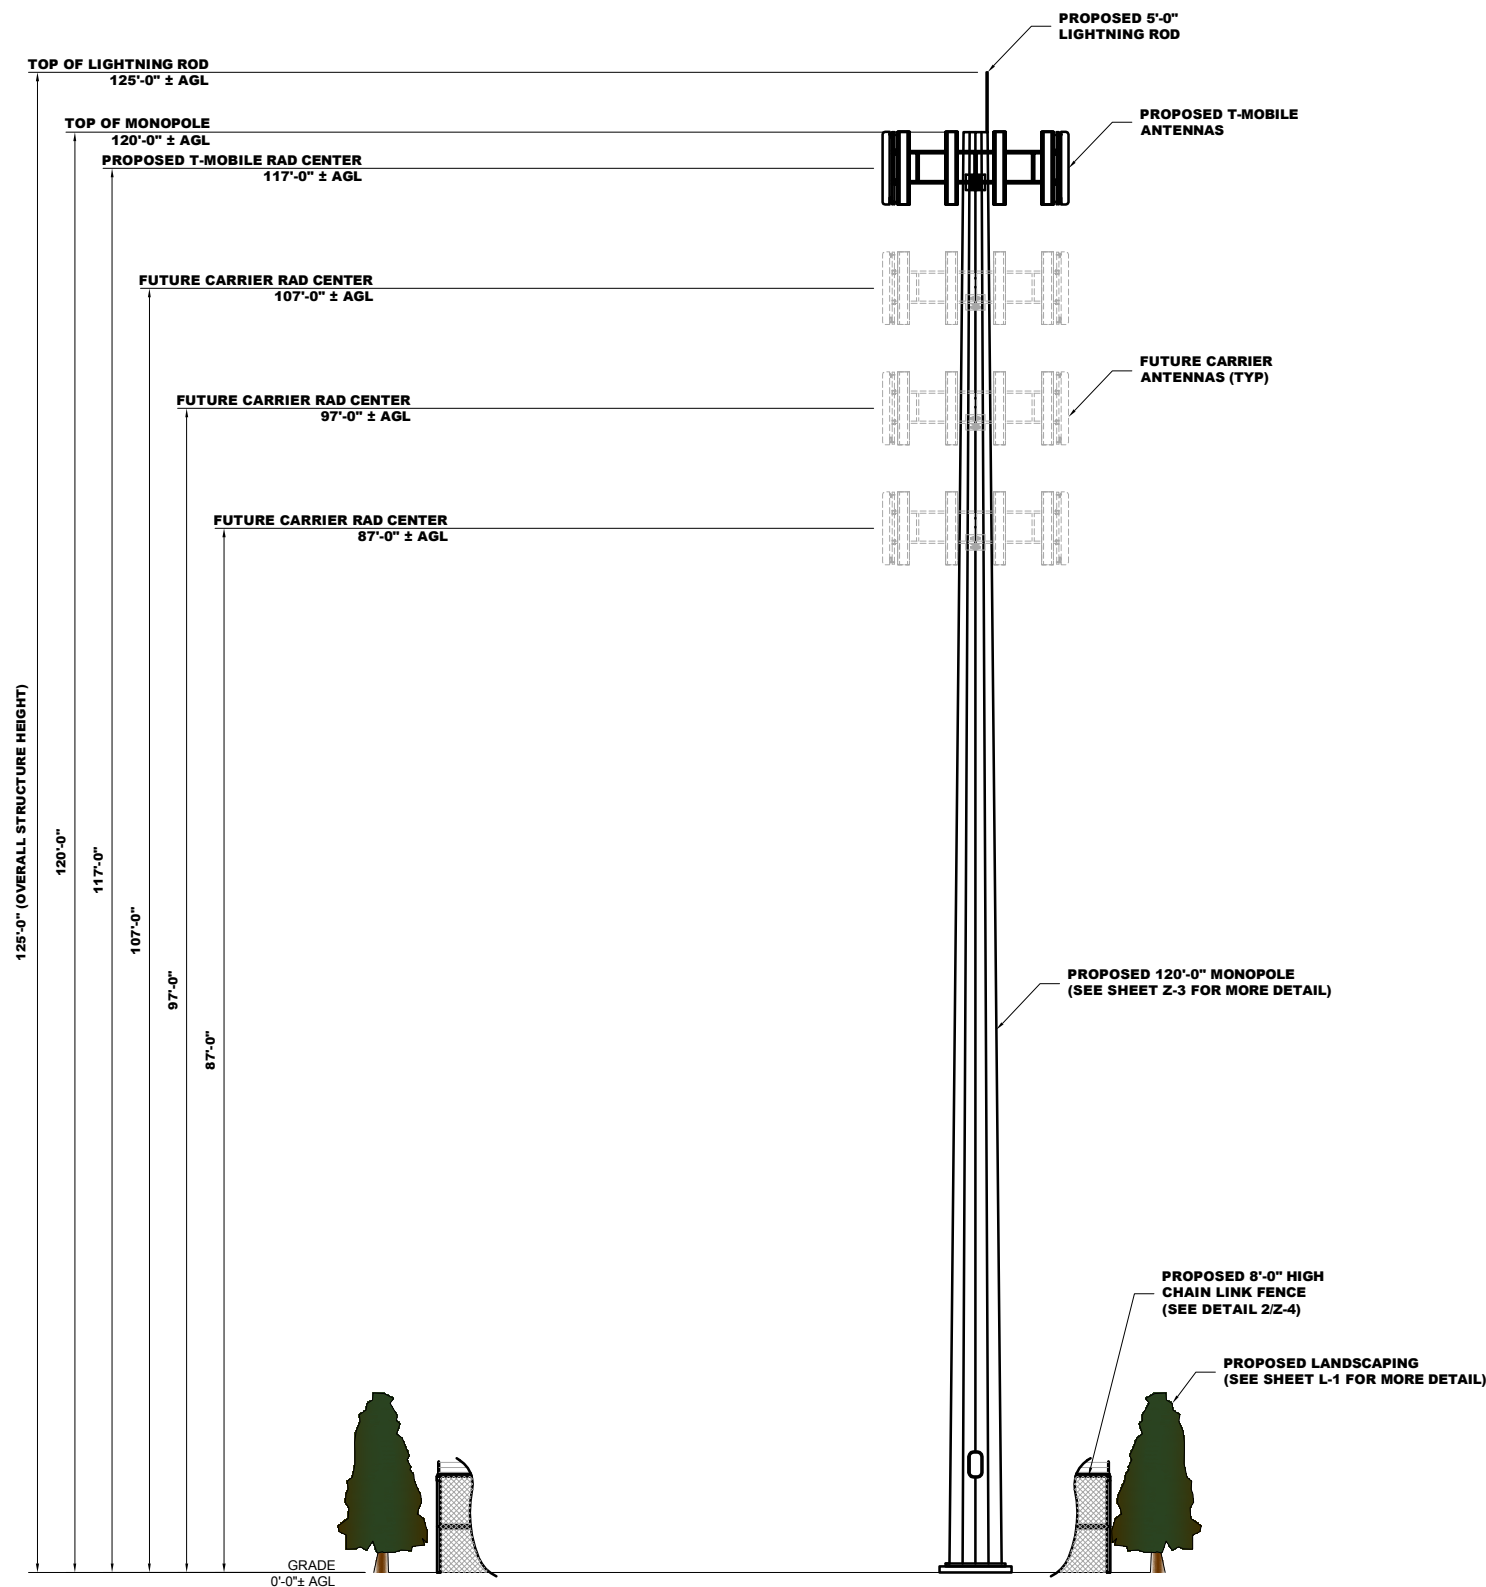 PROPOSED 5'-0"
LIGHTNING ROD
TOP OF LIGHTNING ROD
125'-0" ± AGL
PROPOSED T-MOBILE
ANTENNAS
TOP OF MONOPOLE
120'-0" ± AGL
PROPOSED T-MOBILE RAD CENTER
117'-0" ± AGL
FUTURE CARRIER RAD CENTER
107'-0" ± AGL
FUTURE CARRIER
ANTENNAS (TYP)
FUTURE CARRIER RAD CENTER
97'-0" ± AGL
FUTURE CARRIER RAD CENTER
87'-0" ± AGL
125'-0" (OVERALL STRUCTURE HEIGHT)
120'-0"
117'-0"
107'-0"
97'-0"
87'-0"
PROPOSED 120'-0" MONOPOLE
(SEE SHEET Z-3 FOR MORE DETAIL)
PROPOSED 8'-0" HIGH
CHAIN LINK FENCE
(SEE DETAIL 2/Z-4)
PROPOSED LANDSCAPING
(SEE SHEET L-1 FOR MORE DETAIL)
GRADE
0'-0"± AGL